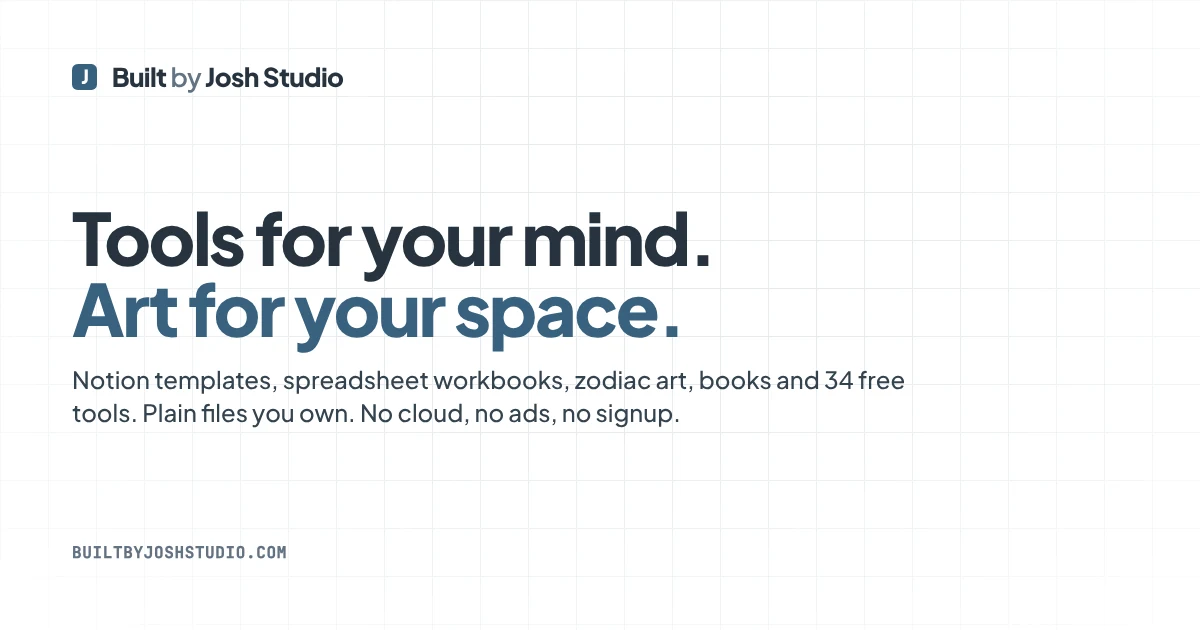 J Built by Josh Studio
Tools for your mind.
Art for your space.
Notion templates, spreadsheet workbooks, zodiac art, books and 34 free
tools. Plain files you own. No cloud, no ads, no signup.
BUILTBYJOSHSTUDIO.COM